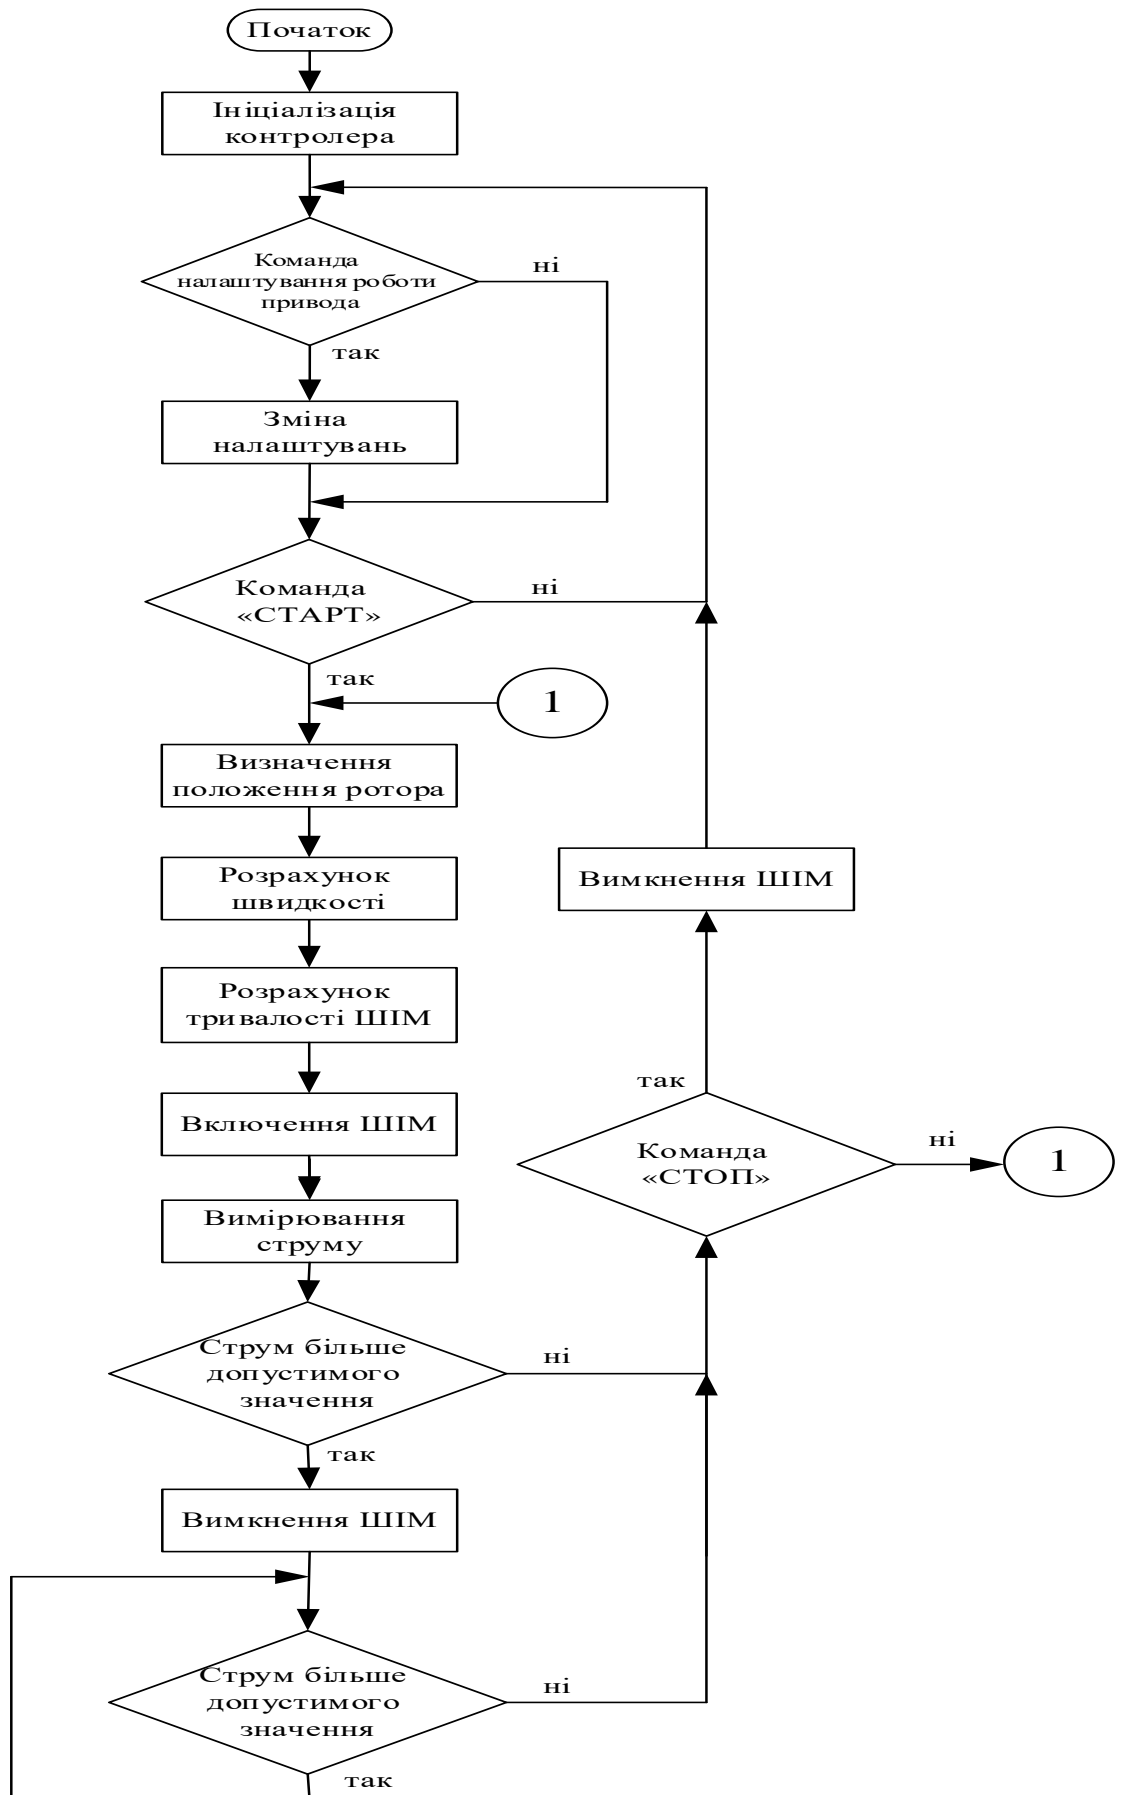 Початок
Ініціалізація
контролера
Команда
налаштування роботи
привода
ні
так
Зміна
налаштувань
Команда
«СТАРТ»
ні
так
1
Визначення
положення ротора
Розрахунок
швидкості
Вимкнення ШІМ
Розрахунок
тривалості ШІМ
так
Включення ШІМ
Команда
«СТОП»
ні
1
Вимірювання
струму
Струм більше
допустимого
значення
ні
так
Вимкнення ШІМ
Струм більше
допустимого
значення
ні
так